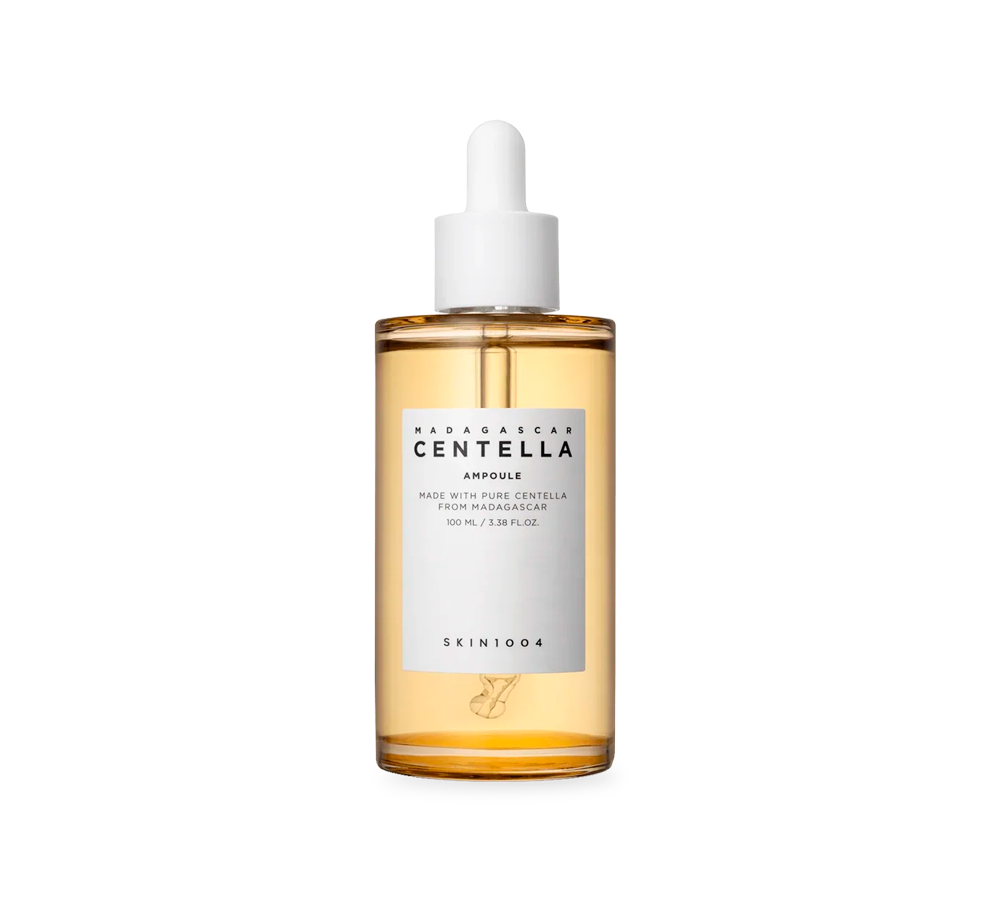 MADAGASCAR
CENTELLA
AMPOULE
MADE WITH PURE CENTELLA
FROM MADAGASCAR
100 ML / 3.38 FL.OZ.
SKIN1004